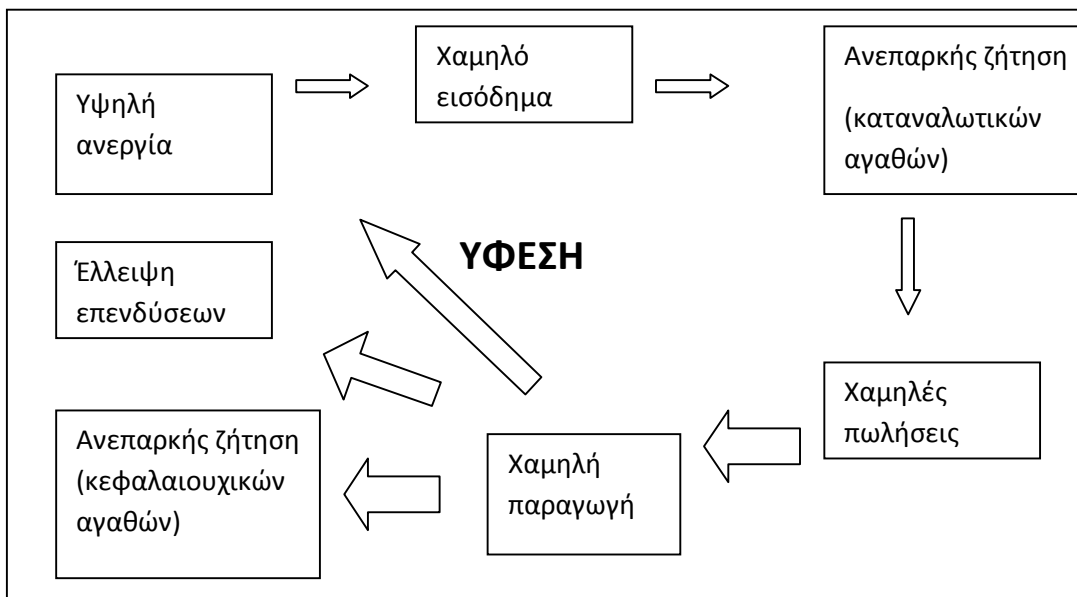 Υψηλή
ανεργία
Χαμηλό
εισόδημα
Ανεπαρκής ζήτηση
(καταναλωτικών
αγαθών)
ΥΦΕΣΗ
Έλλειψη
επενδύσεων
Χαμηλές
πωλήσεις
Ανεπαρκής ζήτηση
(κεφαλαιουχικών
αγαθών)
Χαμηλή
παραγωγή